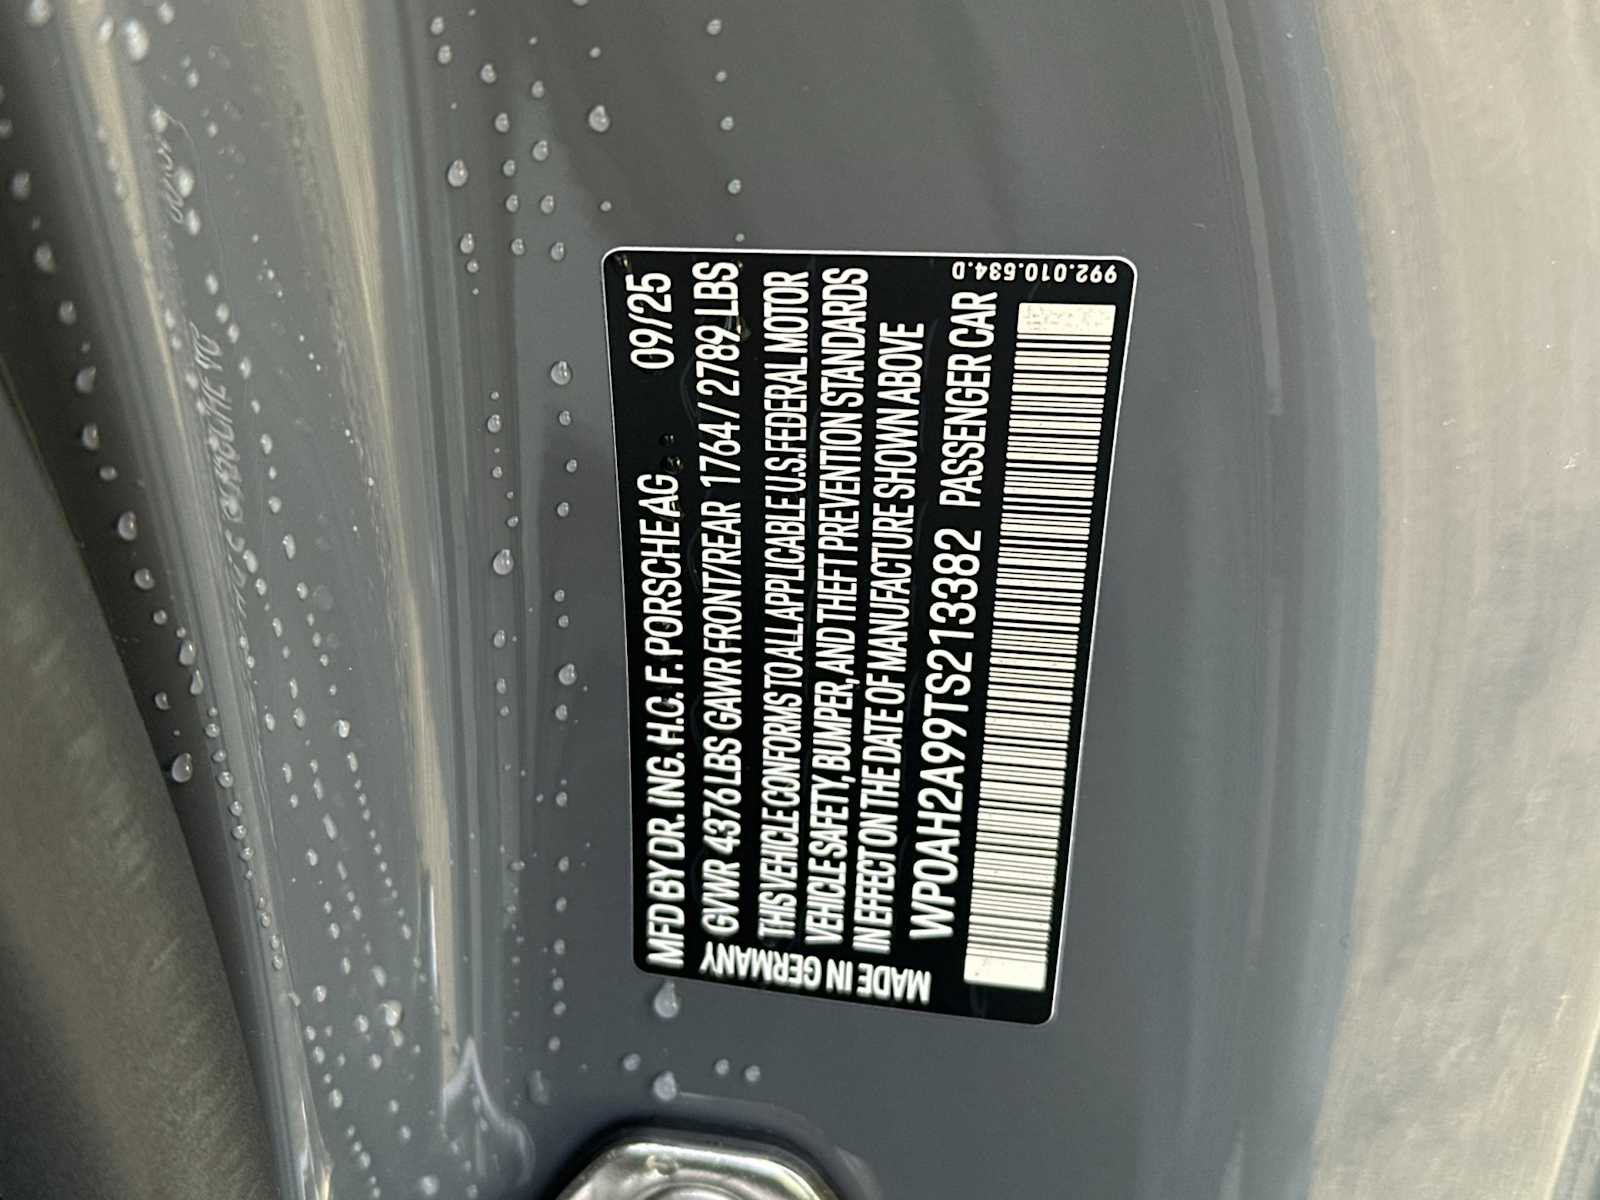 MFD BY DR. ING. H.C. F. PORSCHE AG 09/25
GVWR 4376 LBS GAWR FRONT/REAR 1764 / 2789 LBS
THIS VEHICLE CONFORMS TO ALL APPLICABLE U.S. FEDERAL MOTOR
VEHICLE SAFETY, BUMPER, AND THEFT PREVENTION STANDARDS
IN EFFECT ON THE DATE OF MANUFACTURE SHOWN ABOVE
WP0AH2A99TS213382 PASSENGER CAR
MADE IN GERMANY
992.010.534.D